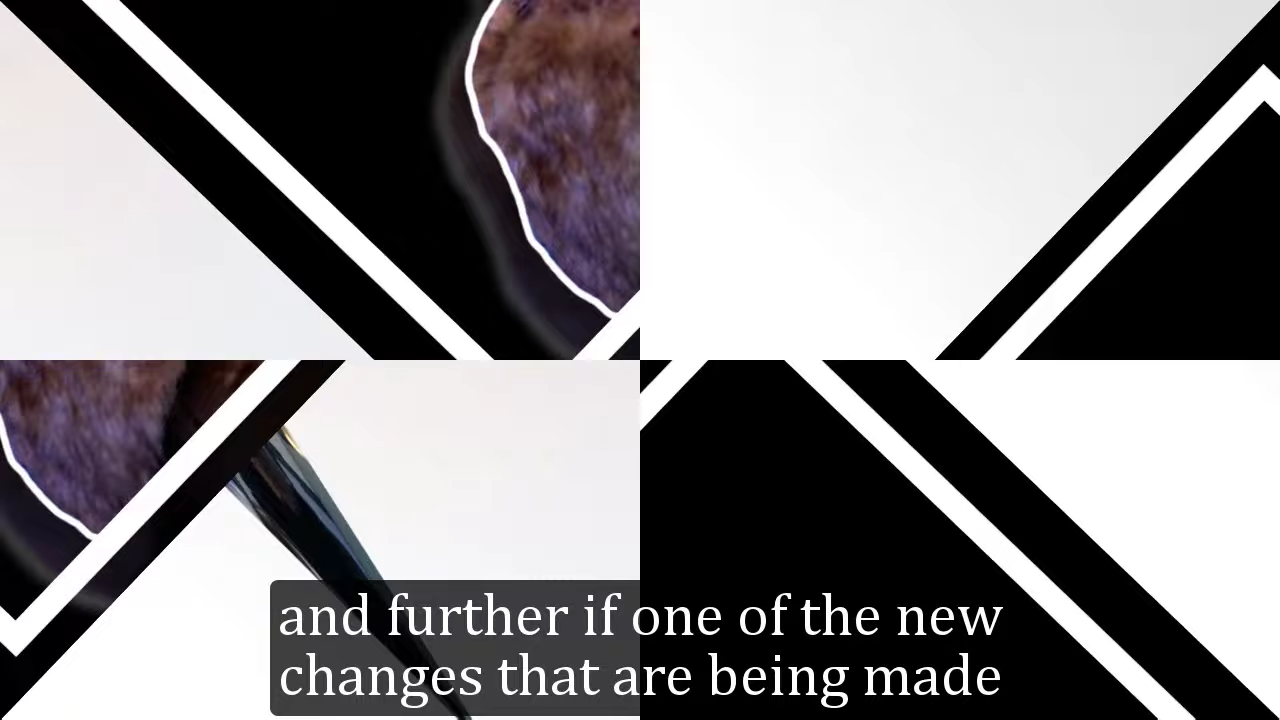 and further if one of the new
changes that are being made